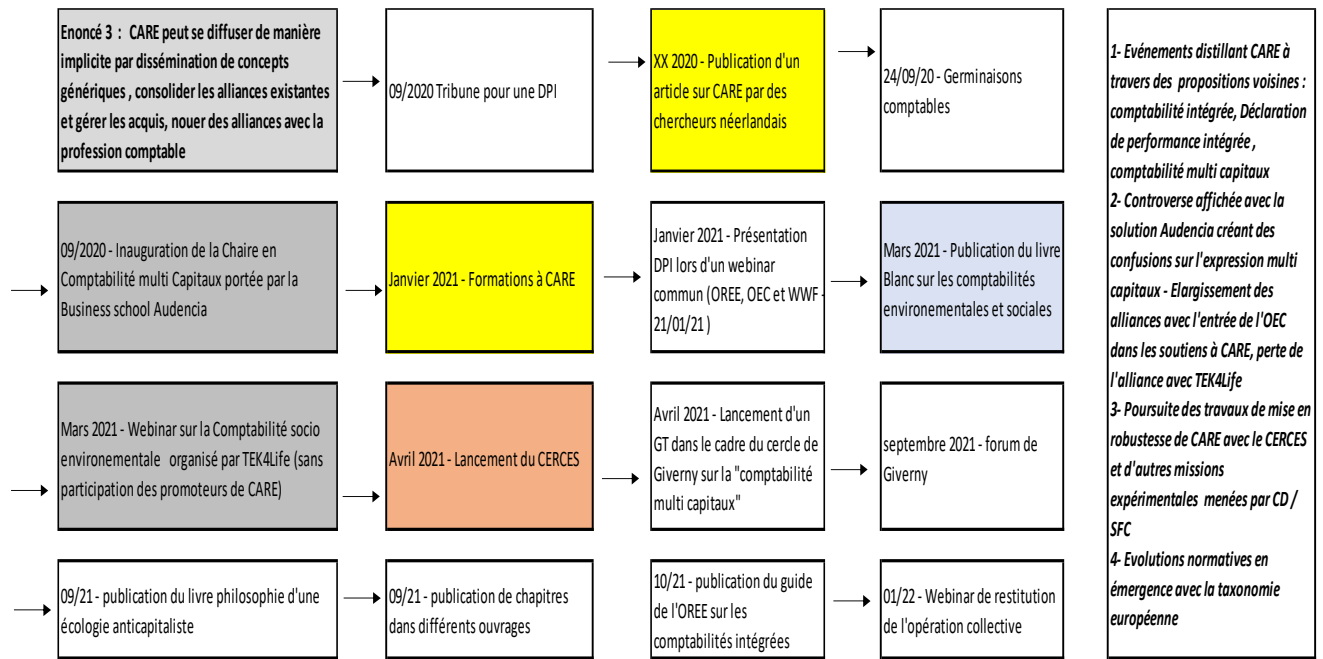 Enoncé 3 : CARE peut se diffuser de manière
implicite par dissémination de concepts
génériques , consolider les alliances existantes
et gérer les acquis, nouer des alliances avec la
profession comptable
09/2020 Tribune pour une DPI
XX 2020 - Publication d'un
article sur CARE par des
chercheurs néerlandais
24/09/20 - Germinaisons
comptables
09/2020 - Inauguration de la Chaire en
Comptabilité multi Capitaux portée par la
Business school Audencia
Janvier 2021 - Formations à CARE
Janvier 2021 - Présentation
DPI lors d'un webinar
commun (OREE, OEC et WWF -
21/01/21 )
Mars 2021 - Publication du livre
Blanc sur les comptabilités
environementales et sociales
Mars 2021 - Webinar sur la Comptabilité socio
environementale organisé par TEK4Life (sans
participation des promoteurs de CARE)
Avril 2021 - Lancement du CERCES
Avril 2021 - Lancement d'un
GT dans le cadre du cercle de
Giverny sur la "comptabilité
multi capitaux"
septembre 2021 - forum de
Giverny
09/21 - publication du livre philosophie d'une
écologie anticapitaliste
09/21 - publication de chapitres
dans différents ouvrages
10/21 - publication du guide
de l'OREE sur les
comptabilités intégrées
01/22 - Webinar de restitution
de l'opération collective
1- Evénements distillant CARE à
travers des propositions voisines :
comptabilité intégrée, Déclaration
de performance intégrée ,
comptabilité multi capitaux
2- Controverse affichée avec la
solution Audencia créant des
confusions sur l'expression multi
capitaux - Elargissement des
alliances avec l'entrée de l'OEC
dans les soutiens à CARE, perte de
l'alliance avec TEK4Life
3- Poursuite des travaux de mise en
robustesse de CARE avec le CERCES
et d'autres missions
expérimentales menées par CD /
SFC
4- Evolutions normatives en
émergence avec la taxonomie
européenne